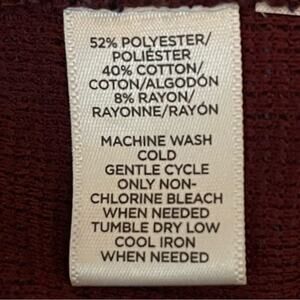 52% POLYESTER/
POLIÉSTER
40% COTTON/
COTON/ALGODÓN
8% RAYON/
RAYONNE/RAYÓN
MACHINE WASH
COLD
GENTLE CYCLE
ONLY NON-
CHLORINE BLEACH
WHEN NEEDED
TUMBLE DRY LOW
COOL IRON
WHEN NEEDED